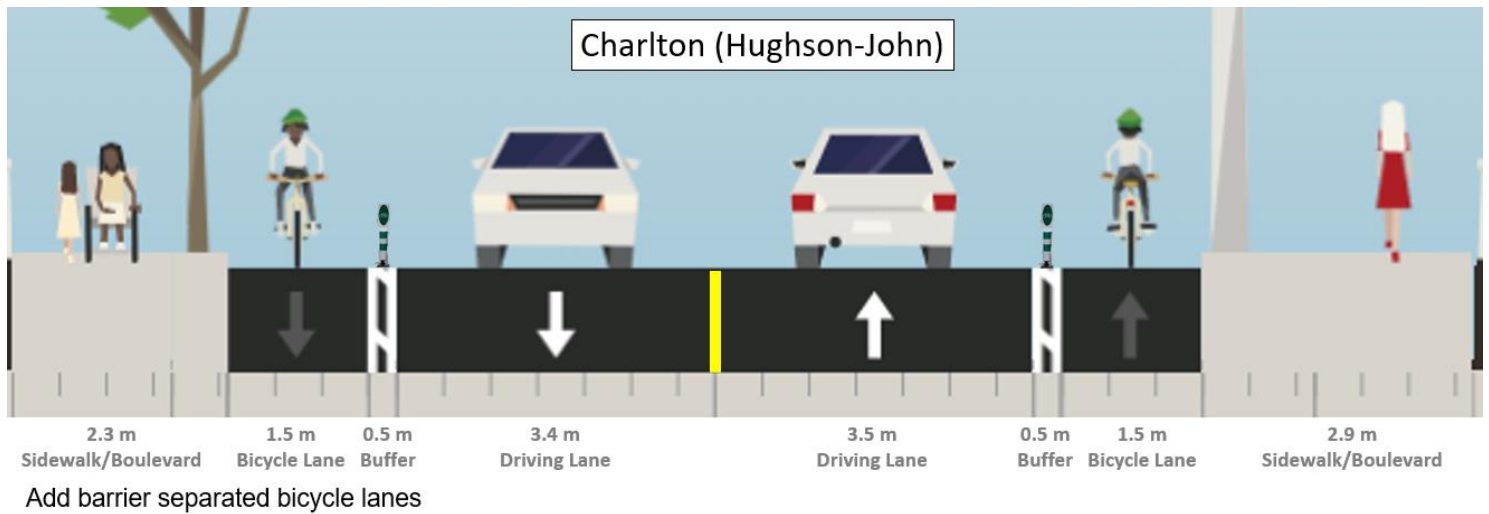 Charlton (Hughson-John)
2.3 m 1.5 m 0.5 m 3.4 m 3.5 m 0.5 m 1.5 m 2.9 m
Sidewalk/Boulevard Bicycle Lane Buffer Driving Lane Driving Lane Buffer Bicycle Lane Sidewalk/Boulevard
Add barrier separated bicycle lanes